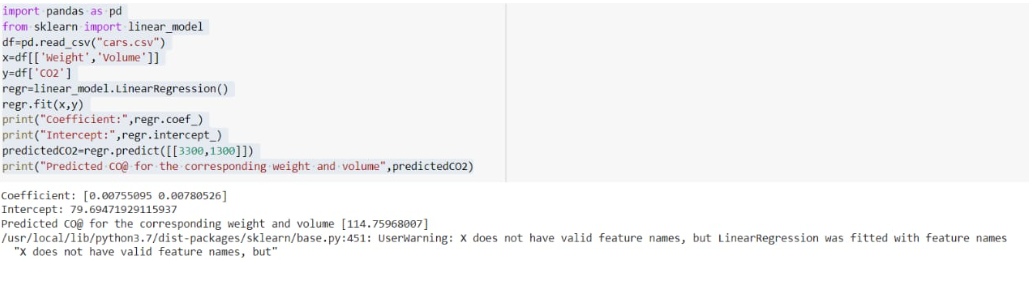 import pandas as pd
from sklearn import linear_model
df=pd.read_csv("cars.csv")
x=df[['Weight','Volume']]
y=df['CO2']
regr=linear_model.LinearRegression()
regr.fit(x,y)
print("Coefficient:",regr.coef_)
print("Intercept:",regr.intercept_)
predictedCO2=regr.predict([[3300,1300]])
print("Predicted CO@ for the corresponding weight and volume",predictedCO2)
Coefficient: [0.00755095 0.00780526]
Intercept: 79.69471929115937
Predicted CO@ for the corresponding weight and volume [114.75968007]
/usr/local/lib/python3.7/dist-packages/sklearn/base.py:451: UserWarning: X does not have valid feature names, but LinearRegression was fitted with feature names
"X does not have valid feature names, but"